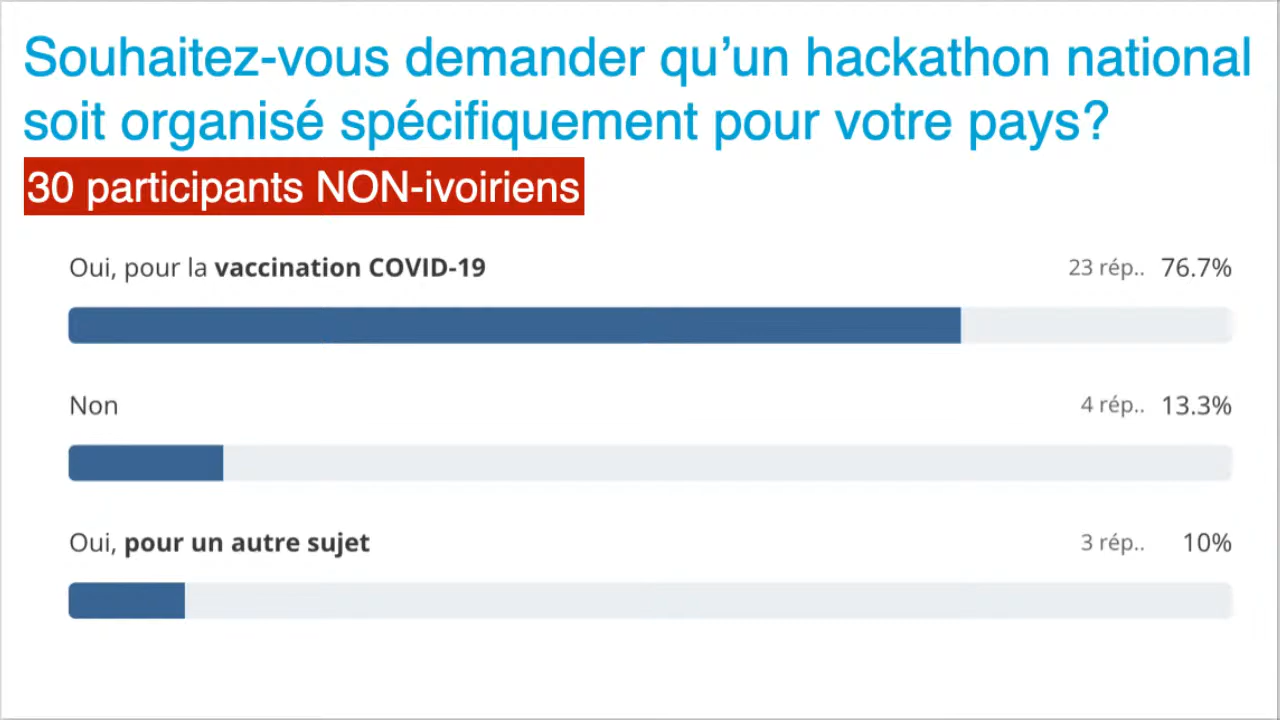 Souhaitez-vous demander qu’un hackathon national
soit organisé spécifiquement pour votre pays?
30 participants NON-ivoiriens
Oui, pour la vaccination COVID-19 23 rép.. 76.7%
Non 4 rép.. 13.3%
Oui, pour un autre sujet 3 rép.. 10%